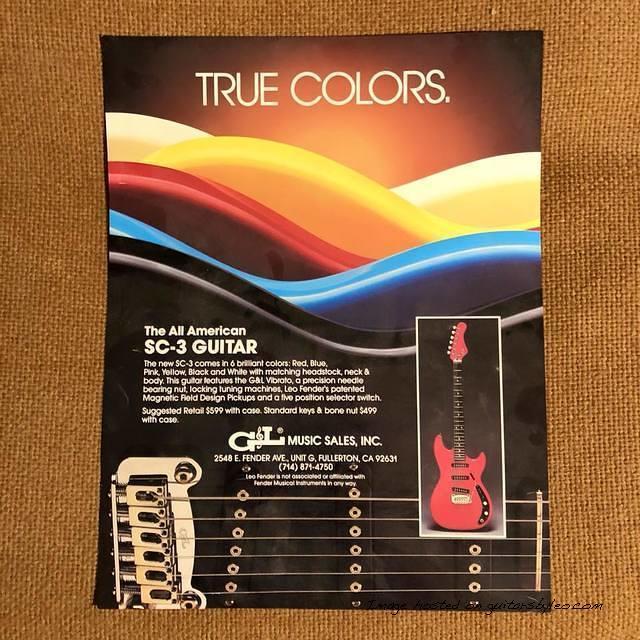 TRUE COLORS.
The All American
SC-3 GUITAR
The new SC-3 comes in 6 brilliant colors: Red, Blue,
Pink, Yellow, Black and White with matching headstock, neck &
body. This guitar features the G&L Vibrato, a precision needle
bearing nut, locking tuning machines, Leo Fender's patented
Magnetic Field Design Pickups and a five position selector switch.
Suggested Retail $599 with case. Standard keys & bone nut $499
with case.
G&L® MUSIC SALES, INC.
2548 E. FENDER AVE., UNIT G, FULLERTON, CA 92631
(714) 871-4750
Leo Fender is not associated or affiliated with
Fender Musical Instruments in any way.
G&L
Image hosted on guitarsbyleo.com